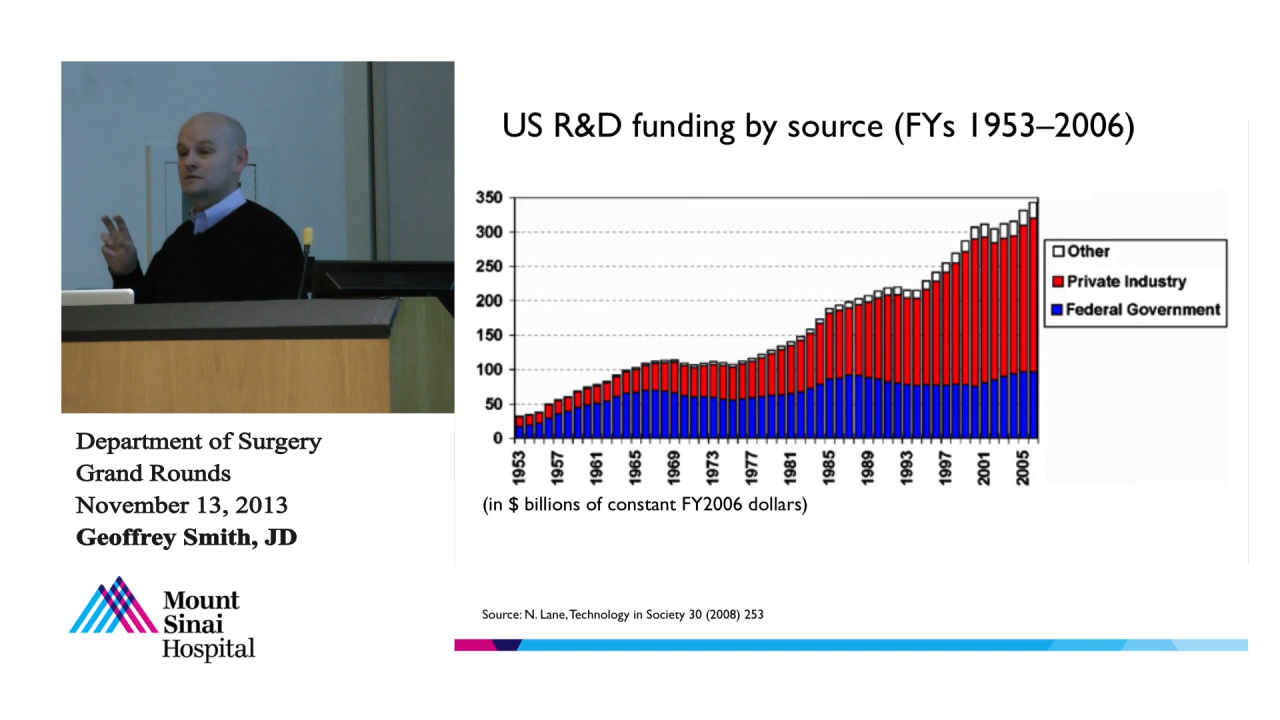 US R&D funding by source (FYs 1953–2006)
350
300
250
200
150
100
50
0
1953
1957
1961
1965
1969
1973
1977
1981
1985
1989
1993
1997
2001
2005
Other
Private Industry
Federal Government
(in $ billions of constant FY2006 dollars)
Source: N. Lane, Technology in Society 30 (2008) 253
Department of Surgery
Grand Rounds
November 13, 2013
Geoffrey Smith, JD
Mount
Sinai
Hospital